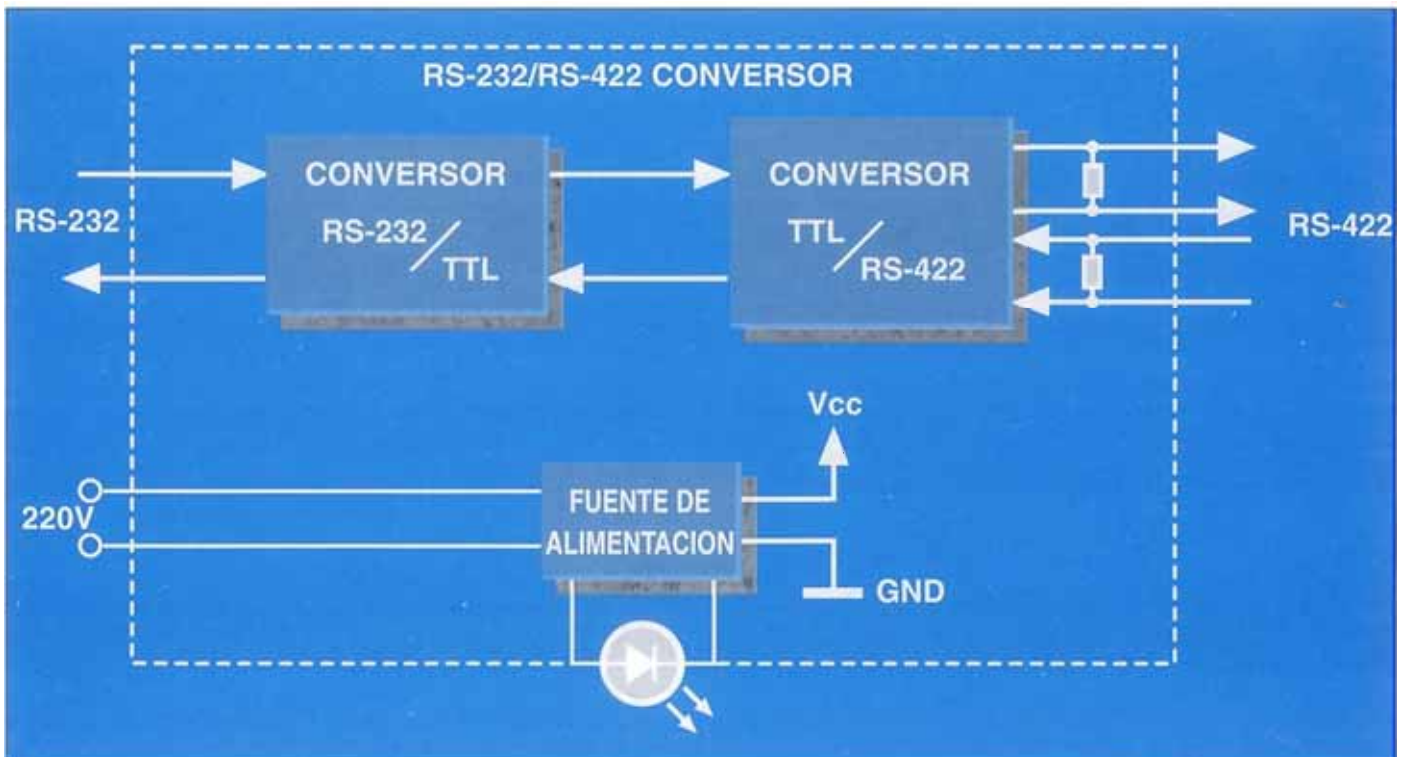 RS-232/RS-422 CONVERSOR
CONVERSOR
RS-232
/
TTL
CONVERSOR
TTL
/
RS-422
RS-232
RS-422
Vcc
220V
FUENTE DE
ALIMENTACION
GND